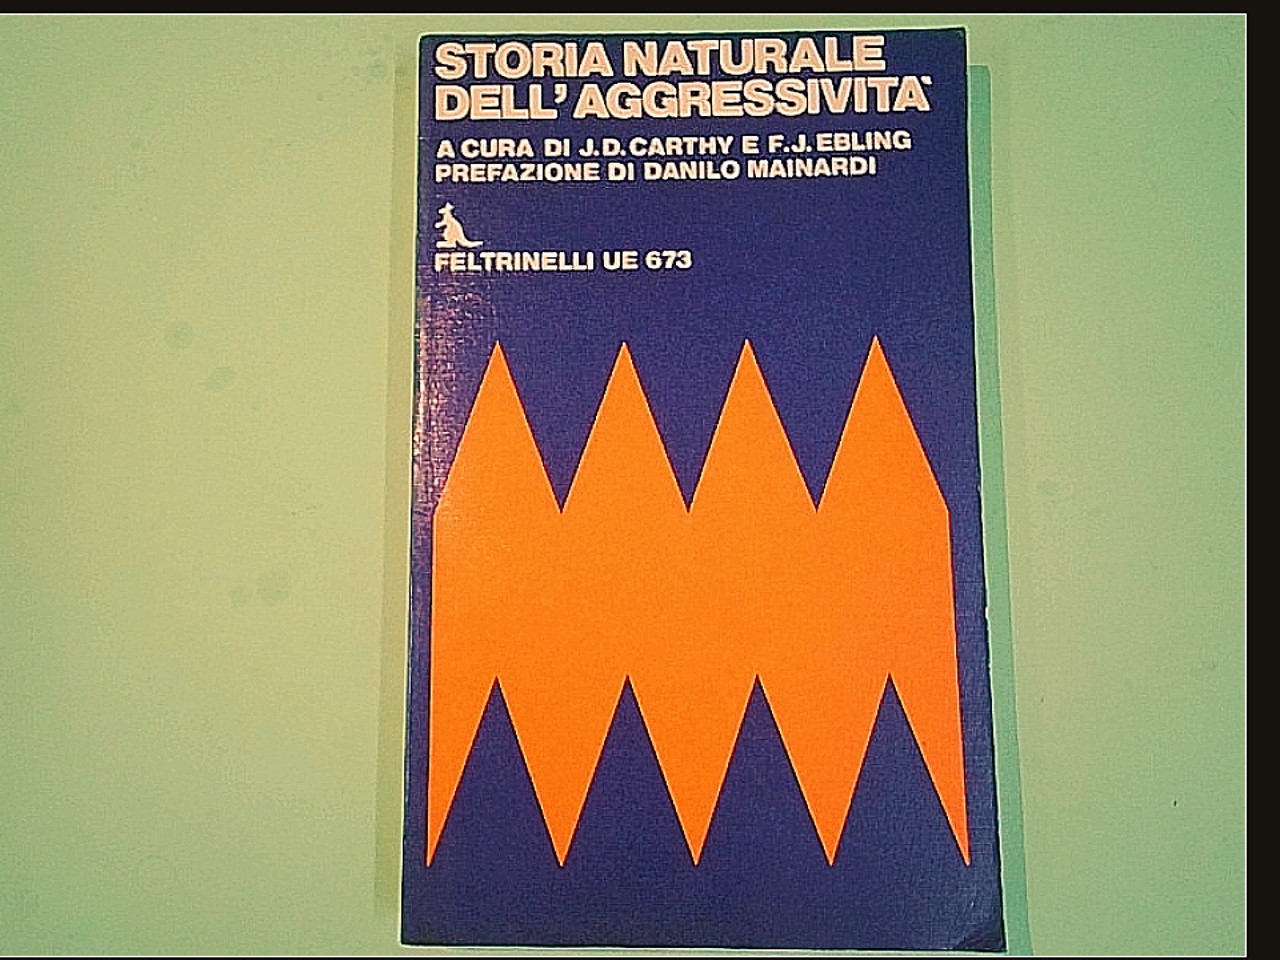 STORIA NATURALE
DELL' AGGRESSIVITA`
A CURA DI J.D. CARTHY E F.J. EBLING
PREFAZIONE DI DANILO MAINARDI
FELTRINELLI UE 673